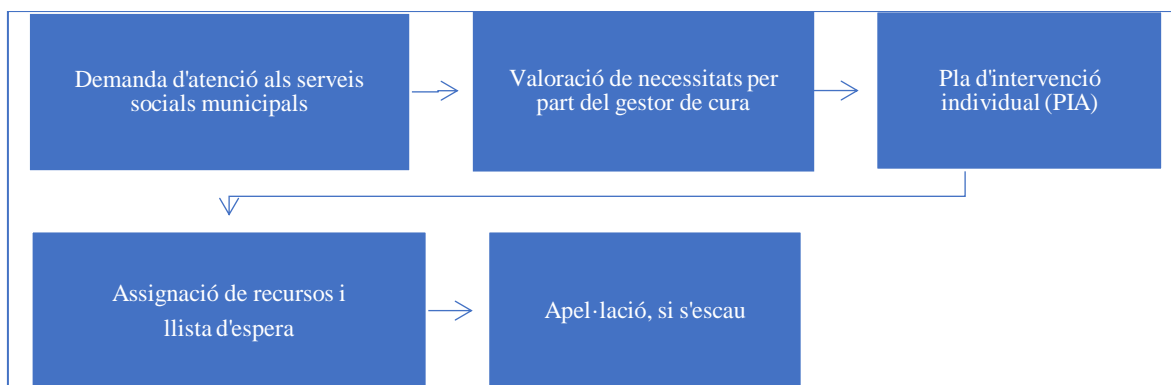 Demanda d'atenció als serveis
socials municipals
Valoració de necessitats per
part del gestor de cura
Pla d'intervenció
individual (PIA)
Assignació de recursos i
llista d'espera
Apel·lació, si s'escau